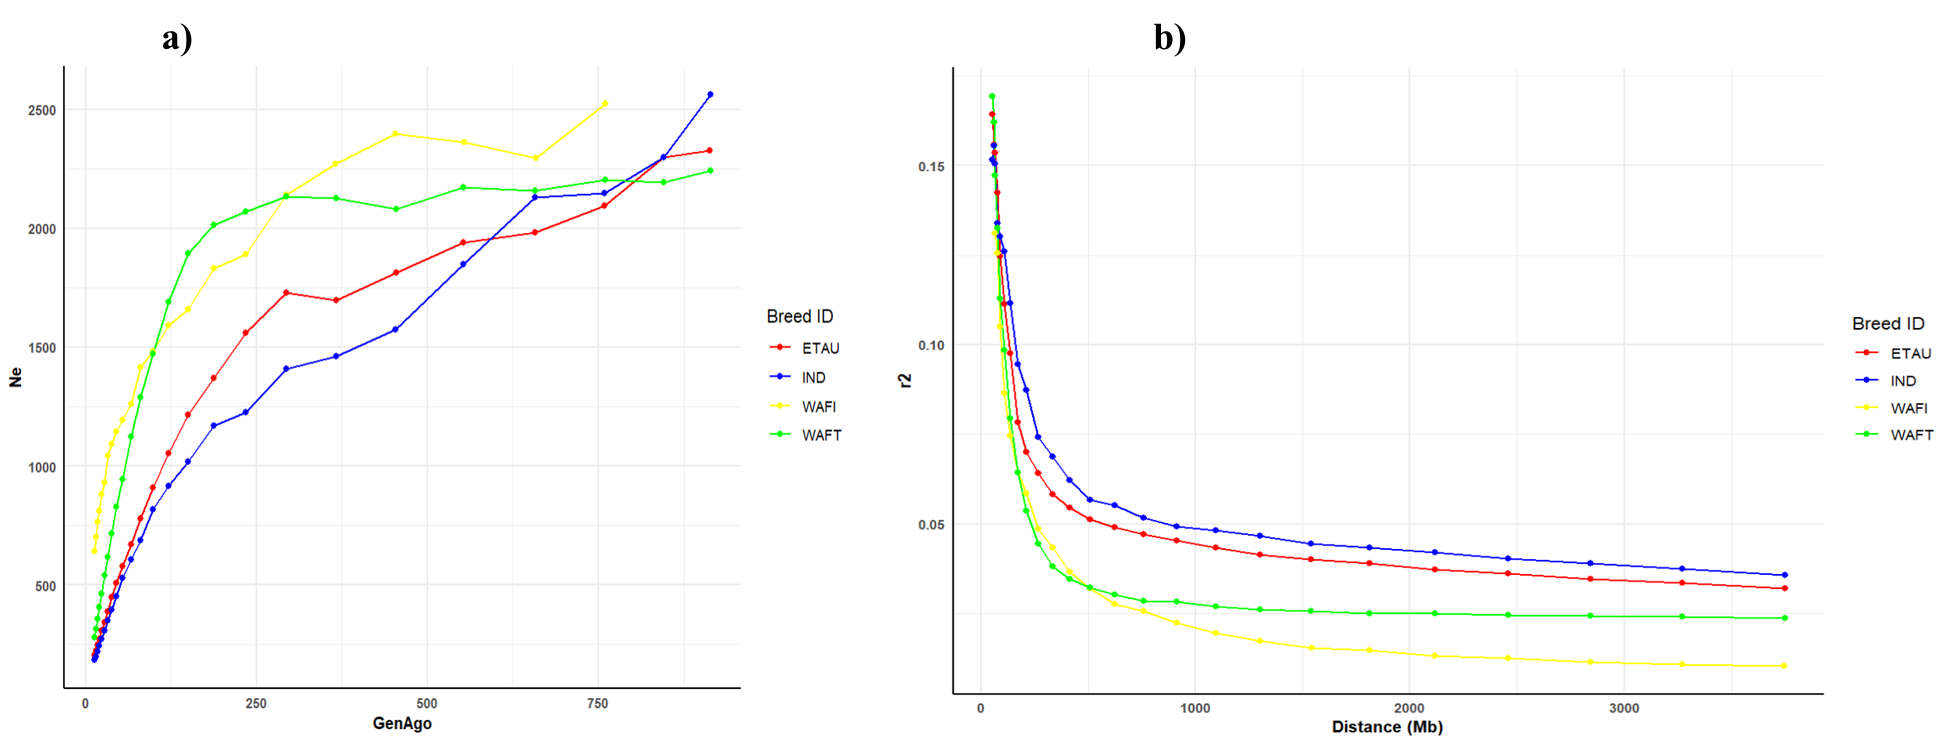 a)
2500
2000
1500
1000
500
Ne
0 250 500 750
GenAgo
Breed ID
ETAU
IND
WAFI
WAFT
b)
0.15
0.10
0.05
r2
0 1000 2000 3000
Distance (Mb)
Breed ID
ETAU
IND
WAFI
WAFT